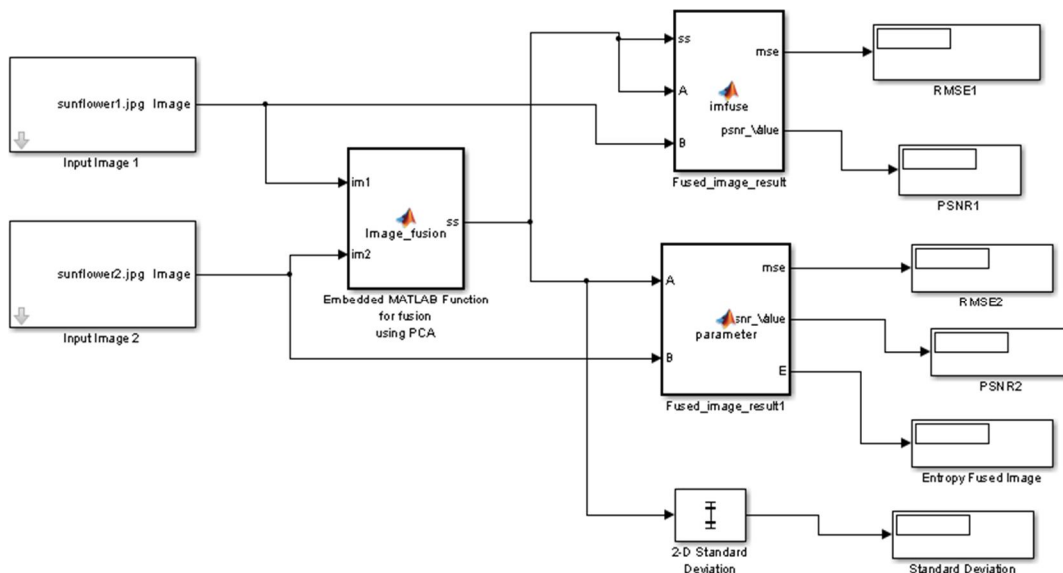 sunflower1.jpg Image
Input Image 1
sunflower2.jpg Image
Input Image 2
im1
im2
Image_fusion
ss
Embedded MATLAB Function
for fusion
using PCA
ss
A
B
imfuse
mse
psnr_Value
Fused_image_result
RMSE1
PSNR1
A
B
parameter
mse
snr_Value
E
Fused_image_result1
RMSE2
PSNR2
Entropy Fused Image
2-D Standard
Deviation
Standard Deviation